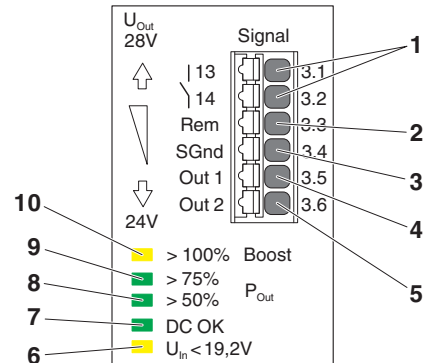 U_Out
28V
Signal
1
13
3.1
14
3.2
Rem
3.3
2
SGnd
3.4
3
Out 1
3.5
4
24V
Out 2
3.6
5
10
> 100% Boost
9
> 75%
8
> 50%
P_Out
7
DC OK
6
U_In < 19,2V